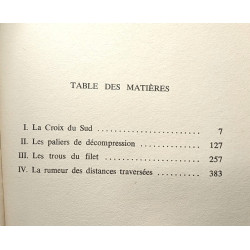 TABLE DES MATIÈRES
I. La Croix du Sud . . . . . . . . . . . . . . . . . . . . . . 7
II. Les paliers de décompression . . . . . . . . . . . 127
III. Les trous du filet . . . . . . . . . . . . . . . . . . . . 257
IV. La rumeur des distances traversées . . . . . . . . 383